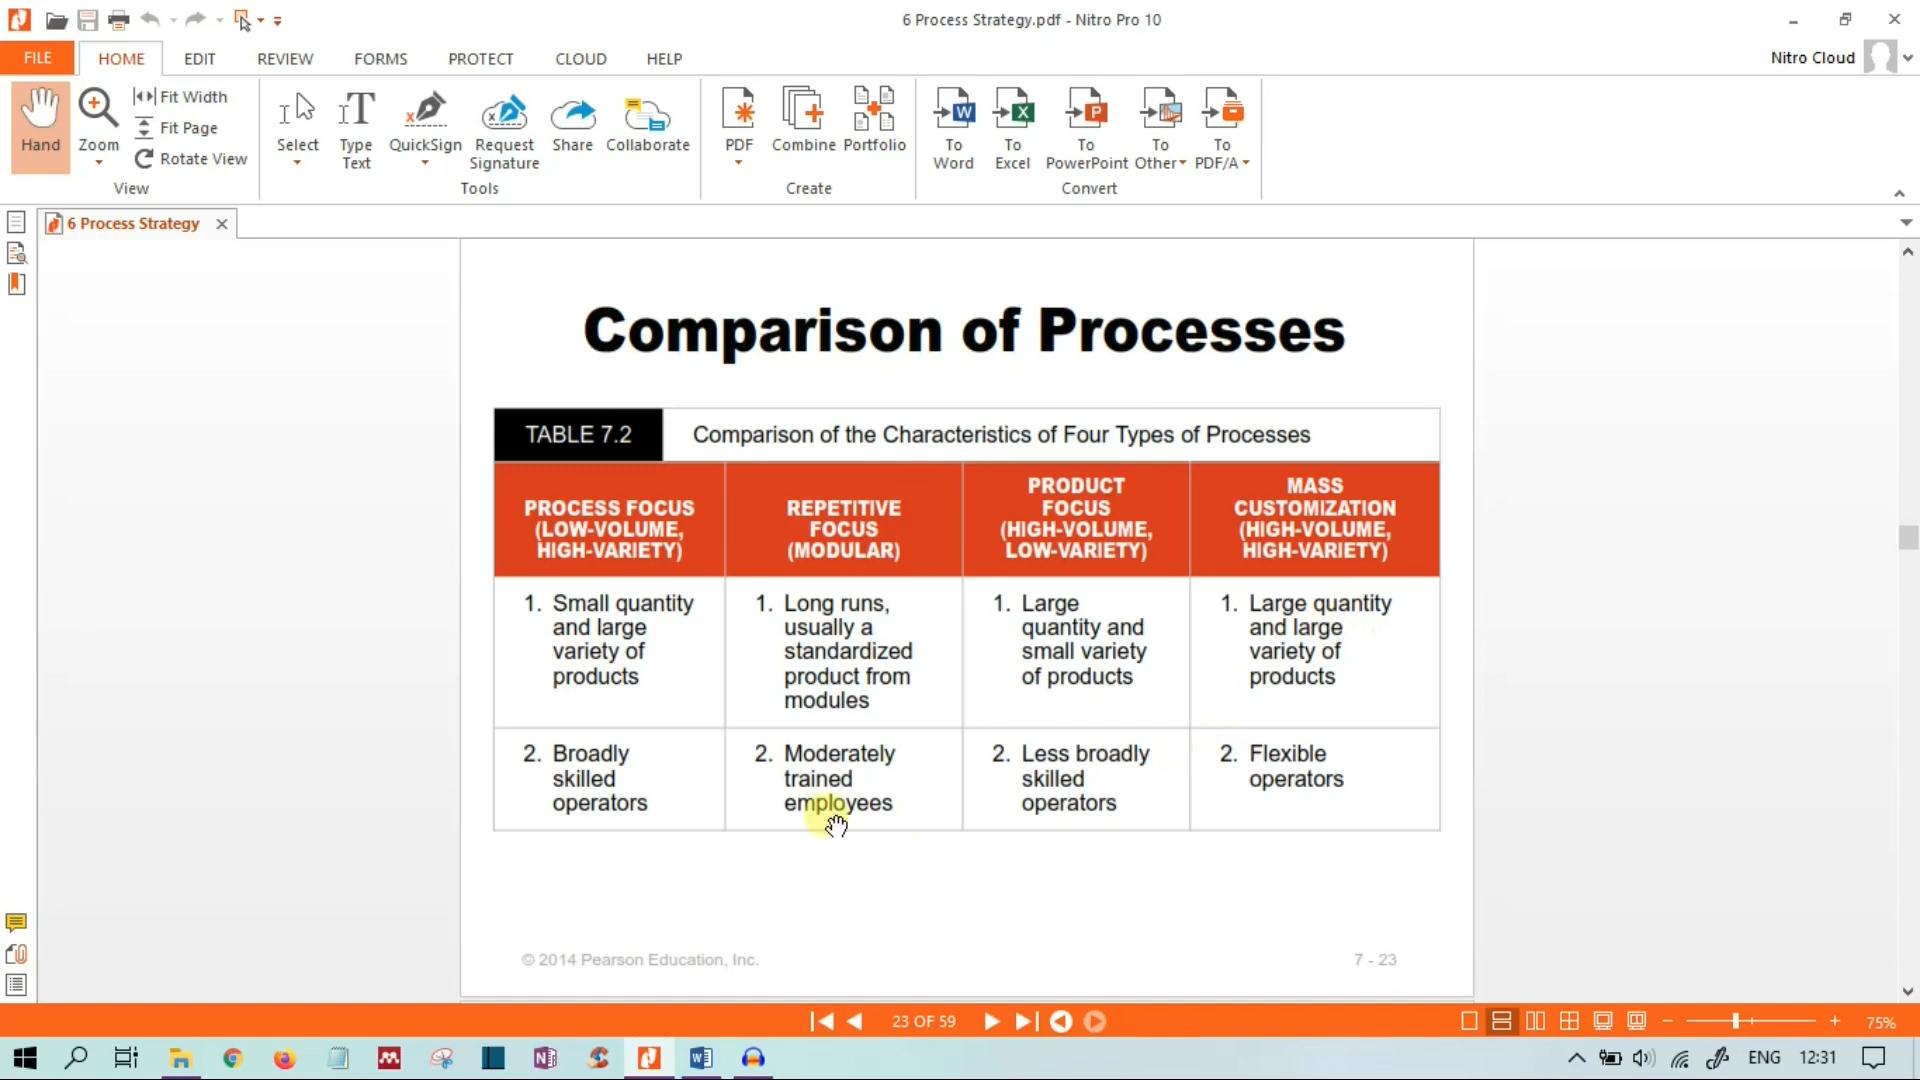 6 Process Strategy.pdf - Nitro Pro 10
FILE
HOME
EDIT
REVIEW
FORMS
PROTECT
CLOUD
HELP
Nitro Cloud
Hand
Zoom
Fit Width
Fit Page
Rotate View
View
Select
Type
Text
QuickSign
Request
Signature
Share
Collaborate
Tools
PDF
Combine
Portfolio
Create
To
Word
To
Excel
To
PowerPoint
To
Other
To
PDF/A
Convert
6 Process Strategy
Comparison of Processes
TABLE 7.2
Comparison of the Characteristics of Four Types of Processes
PROCESS FOCUS
(LOW-VOLUME,
HIGH-VARIETY)
REPETITIVE
FOCUS
(MODULAR)
PRODUCT
FOCUS
(HIGH-VOLUME,
LOW-VARIETY)
MASS
CUSTOMIZATION
(HIGH-VOLUME,
HIGH-VARIETY)
1. Small quantity
and large
variety of
products
1. Long runs,
usually a
standardized
product from
modules
1. Large
quantity and
small variety
of products
1. Large quantity
and large
variety of
products
2. Broadly
skilled
operators
2. Moderately
trained
employees
2. Less broadly
skilled
operators
2. Flexible
operators
© 2014 Pearson Education, Inc.
7 - 23
23 OF 59
75%
ENG
12:31